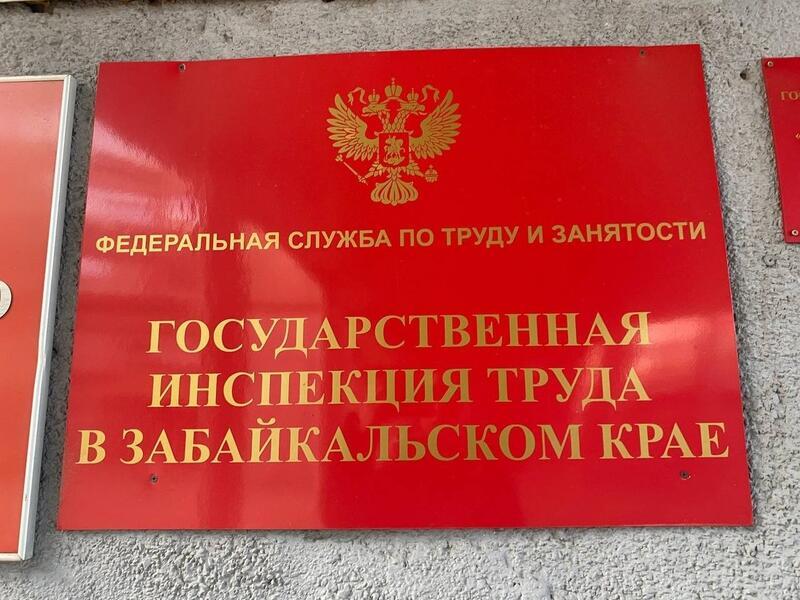 ФЕДЕРАЛЬНАЯ СЛУЖБА ПО ТРУДУ И ЗАНЯТОСТИ
ГОСУДАРСТВЕННАЯ
ИНСПЕКЦИЯ ТРУДА
В ЗАБАЙКАЛЬСКОМ КРАЕ